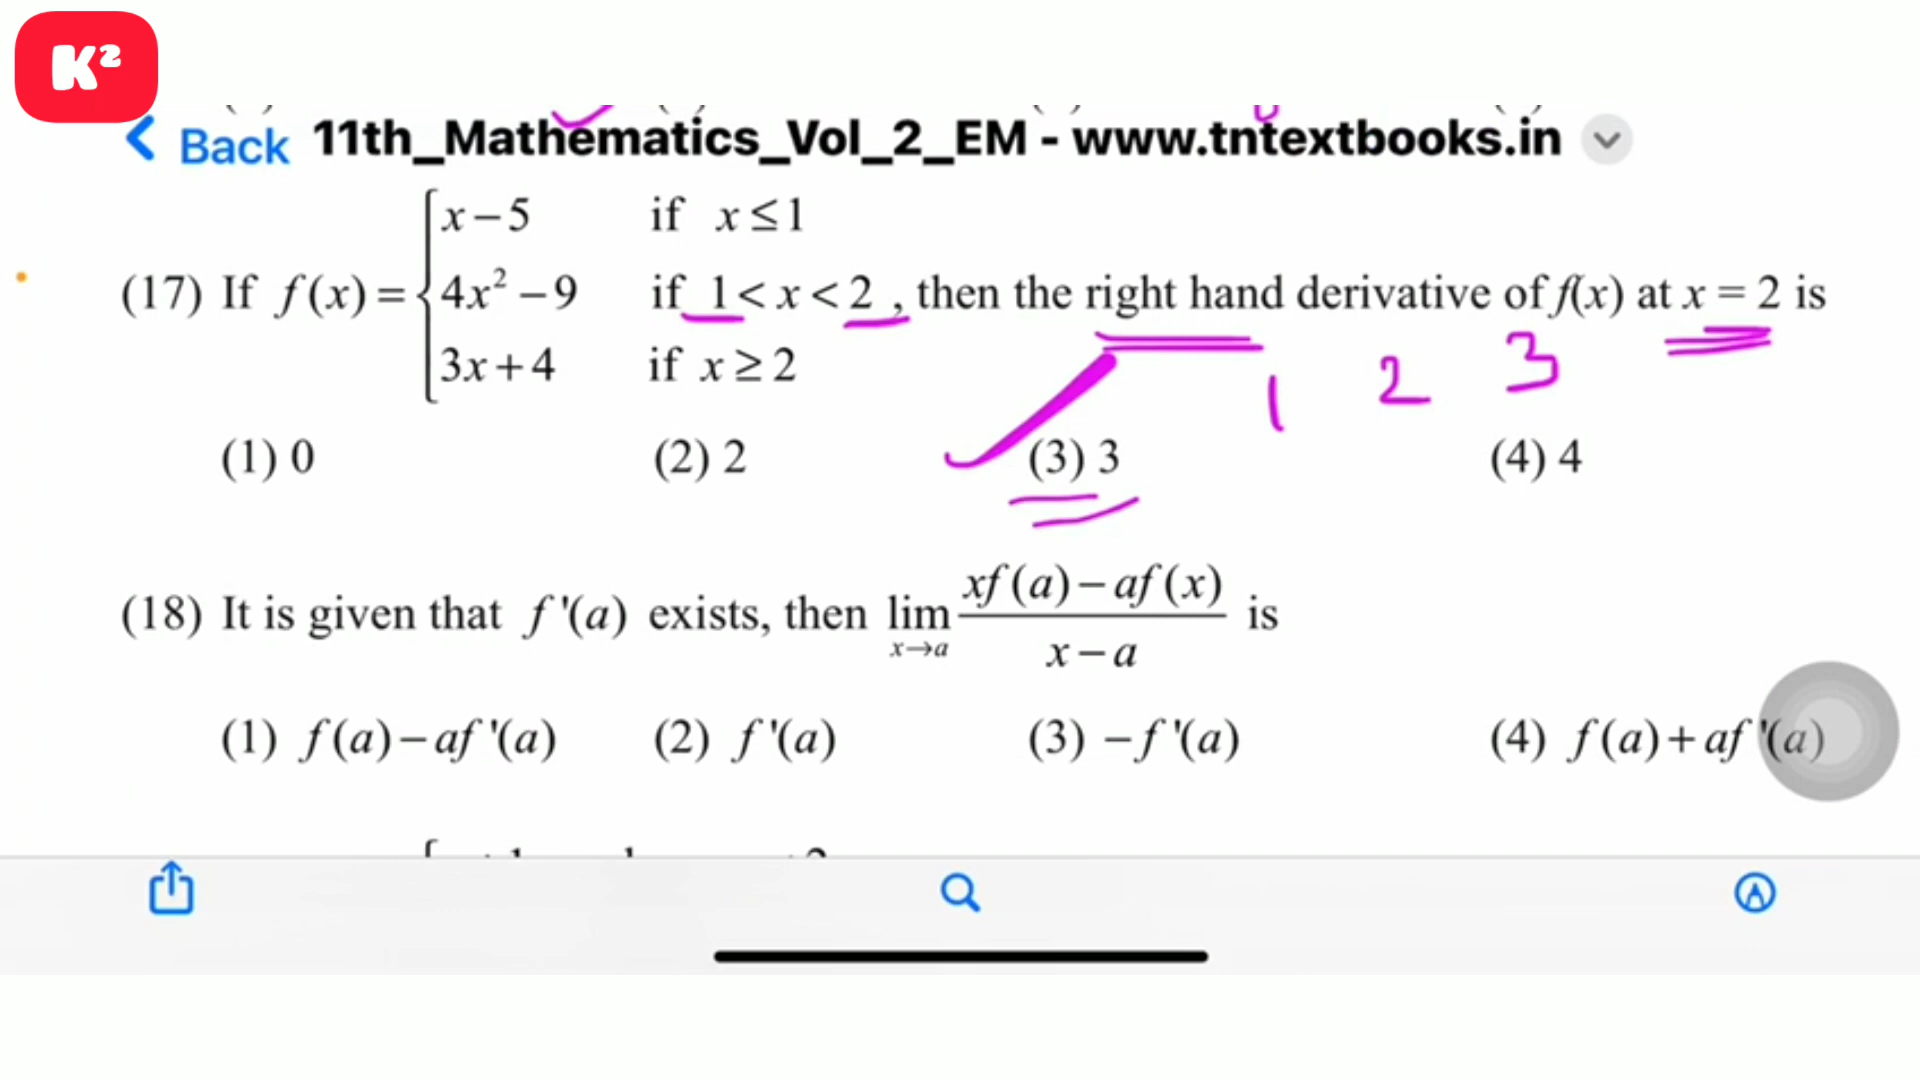 K²
Back 11th_Mathematics_Vol_2_EM - www.tntextbooks.in
x − 5 if x ≤ 1
(17) If f(x) = { 4x² − 9 if 1 < x < 2 , then the right hand derivative of f(x) at x = 2 is
3x + 4 if x ≥ 2
1 2 3
(1) 0 (2) 2 (3) 3 (4) 4
(18) It is given that f '(a) exists, then lim x→a (xf(a) − af(x))/(x − a) is
(1) f(a) − af '(a) (2) f '(a) (3) −f '(a) (4) f(a) + af '(a)